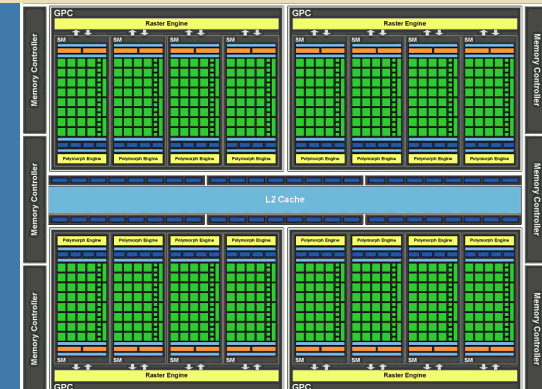 GPC
GPC
Raster Engine
Raster Engine
SM
SM
SM
SM
SM
SM
SM
SM
Memory Controller
Memory Controller
Polymorph Engine
Polymorph Engine
Polymorph Engine
Polymorph Engine
Polymorph Engine
Polymorph Engine
Polymorph Engine
Polymorph Engine
Memory Controller
L2 Cache
Memory Controller
Polymorph Engine
Polymorph Engine
Polymorph Engine
Polymorph Engine
Polymorph Engine
Polymorph Engine
Polymorph Engine
Polymorph Engine
Memory Controller
Memory Controller
SM
SM
SM
SM
SM
SM
SM
SM
Raster Engine
Raster Engine
GPC
GPC